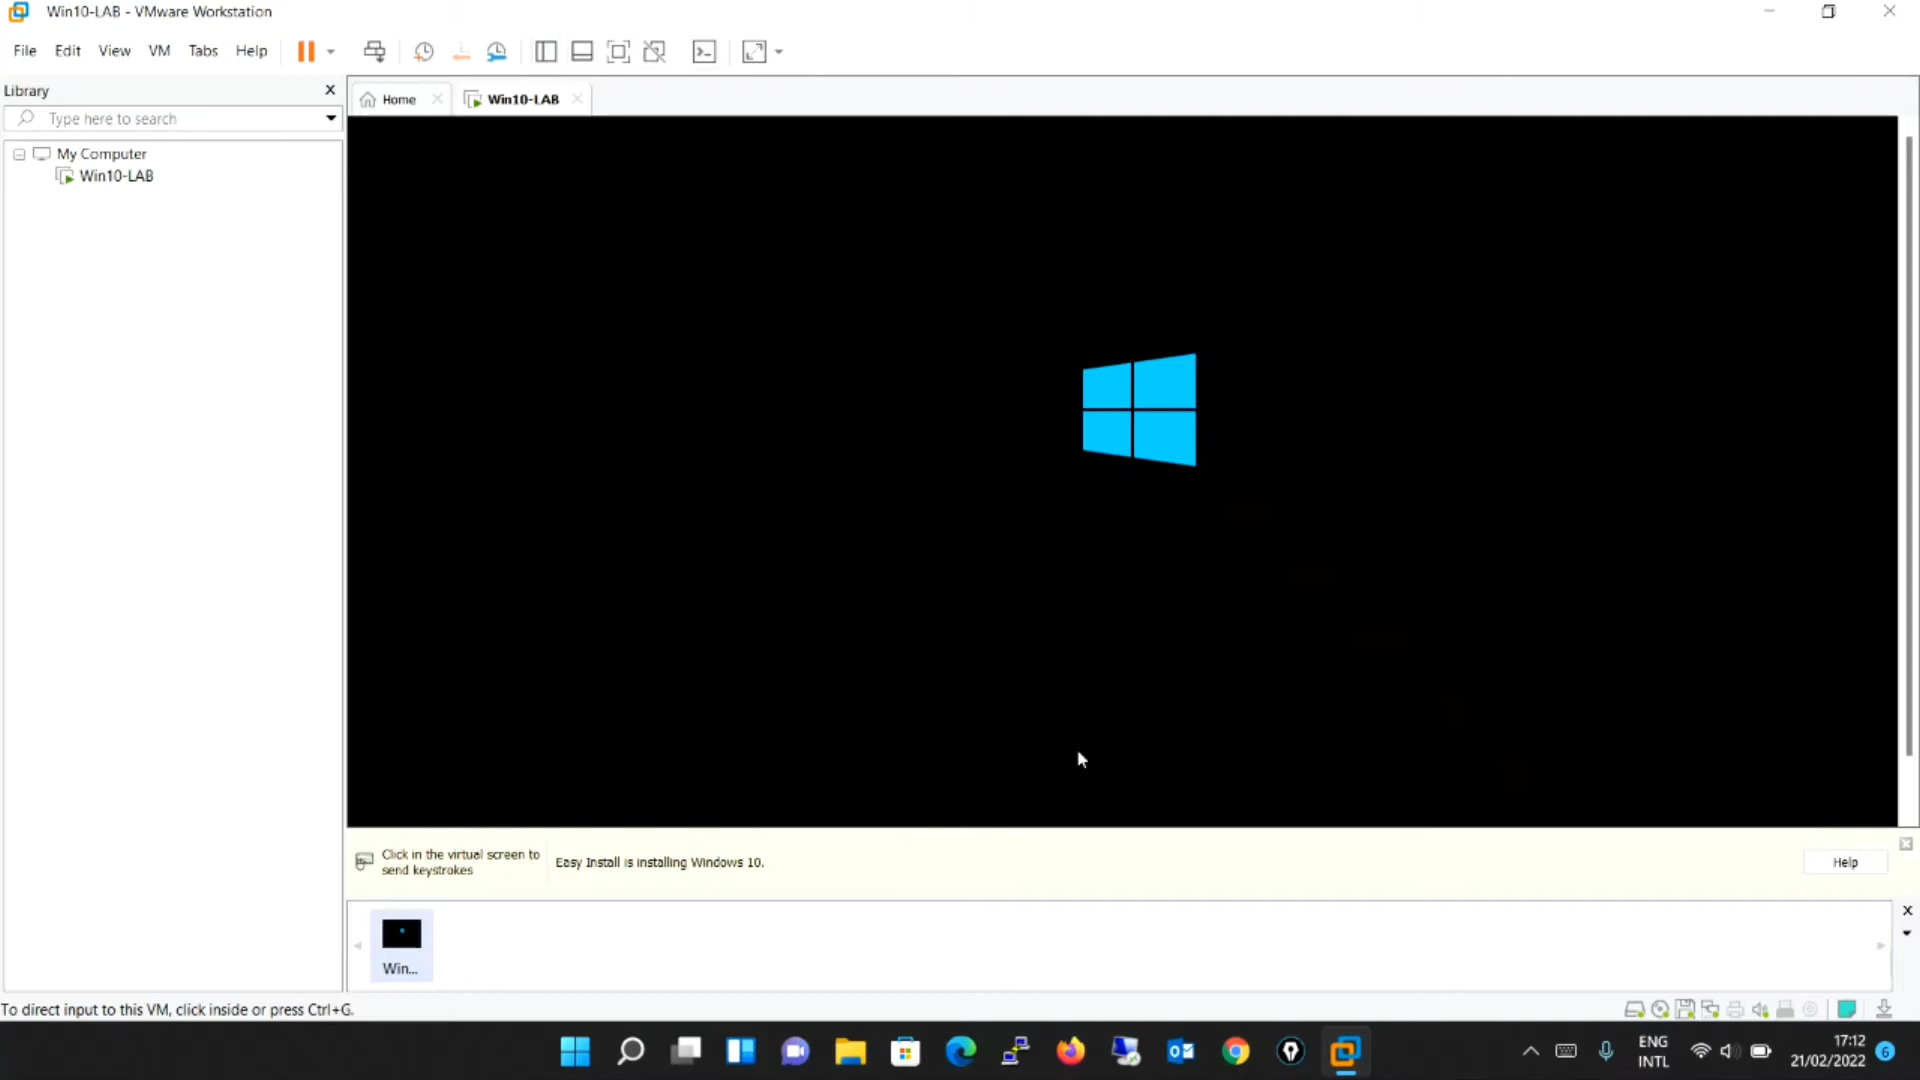 Win10-LAB - VMware Workstation
File Edit View VM Tabs Help
Library
Type here to search
My Computer
Win10-LAB
Home
Win10-LAB
Click in the virtual screen to
send keystrokes
Easy Install is installing Windows 10.
Help
Win...
To direct input to this VM, click inside or press Ctrl+G.
ENG
INTL
17:12
21/02/2022
6